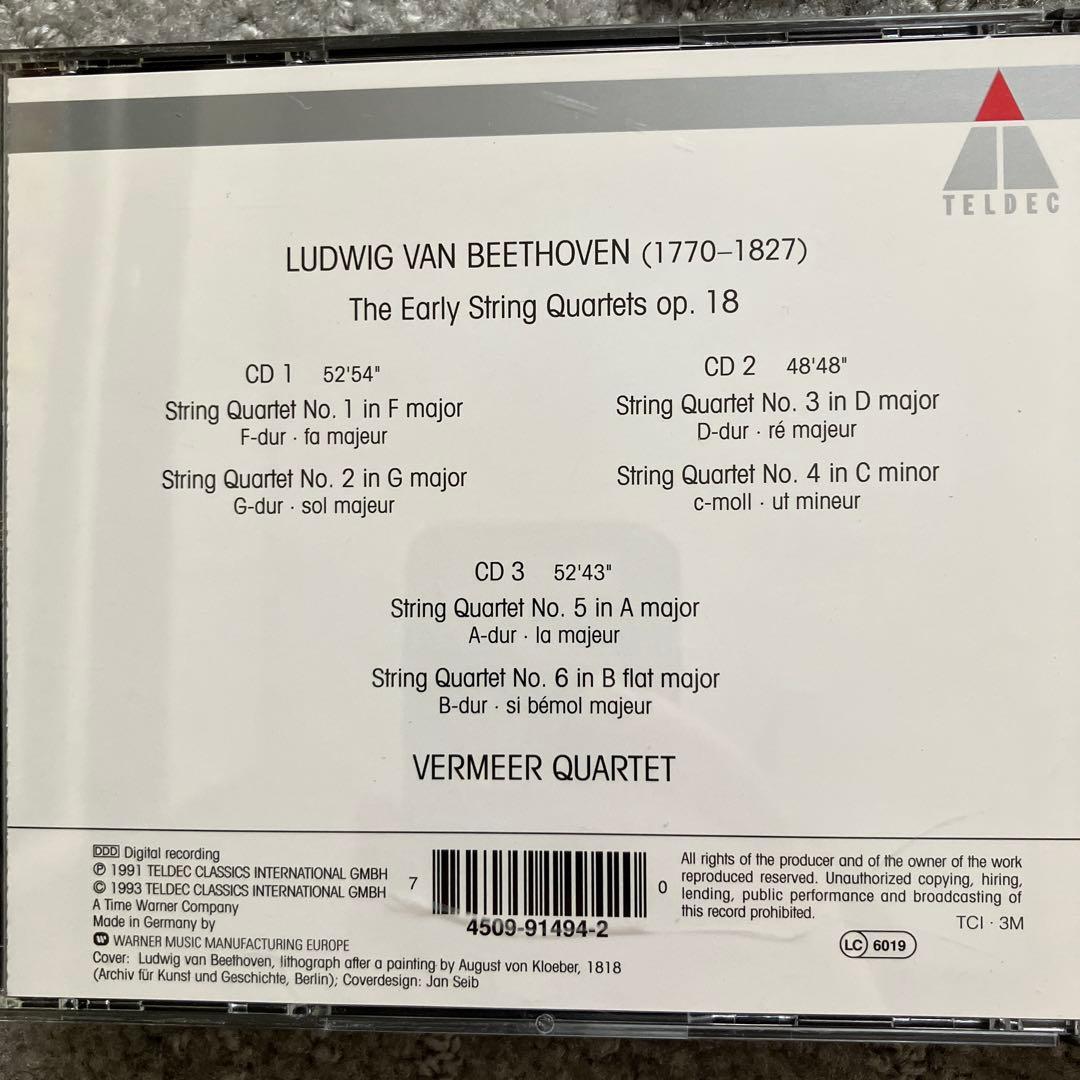 TELDEC
LUDWIG VAN BEETHOVEN (1770–1827)
The Early String Quartets op. 18
CD 1 52'54"
String Quartet No. 1 in F major
F-dur · fa majeur
String Quartet No. 2 in G major
G-dur · sol majeur
CD 2 48'48"
String Quartet No. 3 in D major
D-dur · ré majeur
String Quartet No. 4 in C minor
c-moll · ut mineur
CD 3 52'43"
String Quartet No. 5 in A major
A-dur · la majeur
String Quartet No. 6 in B flat major
B-dur · si bémol majeur
VERMEER QUARTET
DDD Digital recording
℗ 1991 TELDEC CLASSICS INTERNATIONAL GMBH
© 1993 TELDEC CLASSICS INTERNATIONAL GMBH
A Time Warner Company
Made in Germany by
WARNER MUSIC MANUFACTURING EUROPE
Cover: Ludwig van Beethoven, lithograph after a painting by August von Kloeber, 1818
(Archiv für Kunst und Geschichte, Berlin); Coverdesign: Jan Seib
7 0
4509-91494-2
All rights of the producer and of the owner of the work
reproduced reserved. Unauthorized copying, hiring,
lending, public performance and broadcasting of
this record prohibited.
TCI · 3M
LC 6019